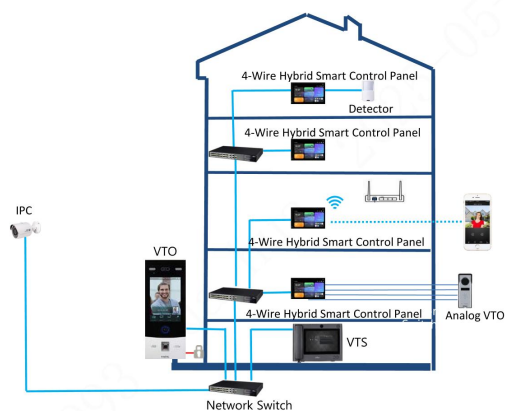 4-Wire Hybrid Smart Control Panel
Detector
4-Wire Hybrid Smart Control Panel
IPC
4-Wire Hybrid Smart Control Panel
VTO
Analog VTO
4-Wire Hybrid Smart Control Panel
VTS
Network Switch